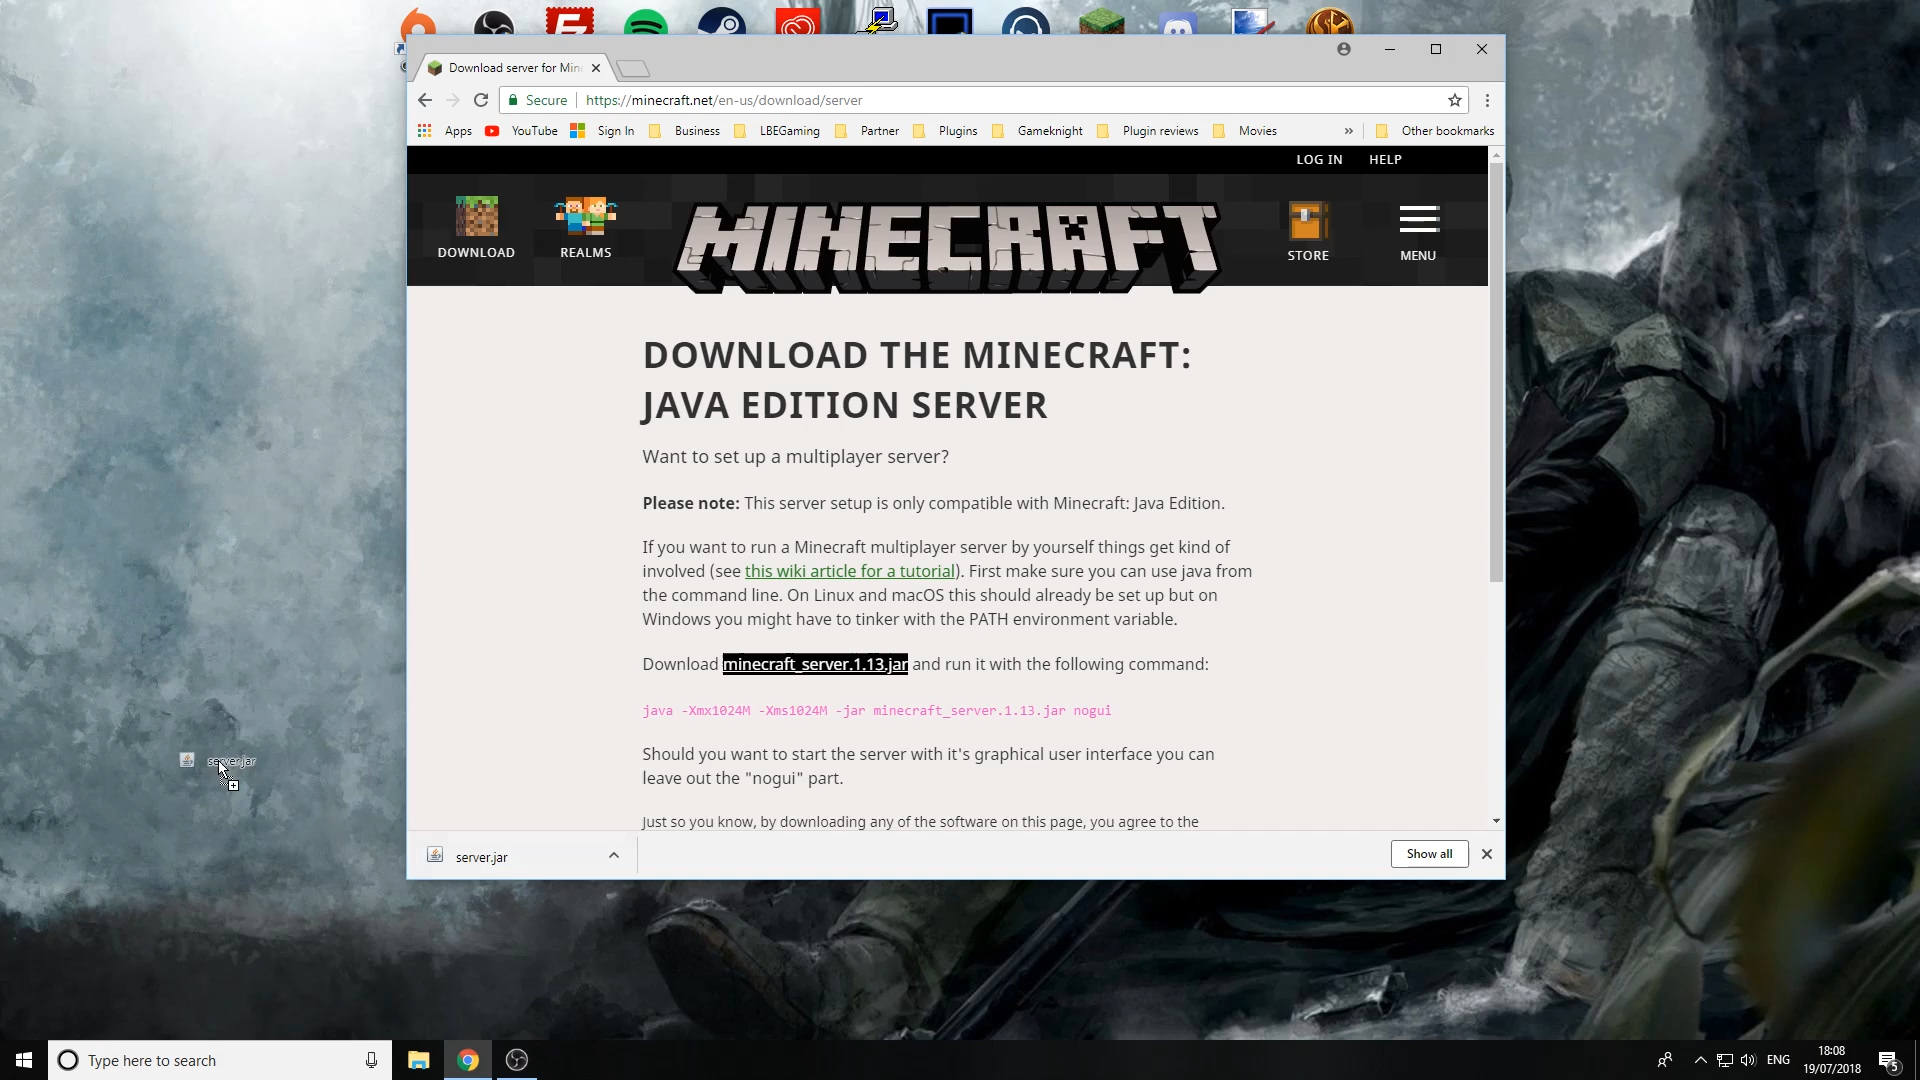 Download server for Min
Secure
https://minecraft.net/en-us/download/server
Apps
YouTube
Sign In
Business
LBEGaming
Partner
Plugins
Gameknight
Plugin reviews
Movies
»
Other bookmarks
LOG IN
HELP
DOWNLOAD
REALMS
MINECRAFT
STORE
MENU
DOWNLOAD THE MINECRAFT:
JAVA EDITION SERVER
Want to set up a multiplayer server?
Please note: This server setup is only compatible with Minecraft: Java Edition.
If you want to run a Minecraft multiplayer server by yourself things get kind of
involved (see this wiki article for a tutorial). First make sure you can use java from
the command line. On Linux and macOS this should already be set up but on
Windows you might have to tinker with the PATH environment variable.
Download minecraft_server.1.13.jar and run it with the following command:
java -Xmx1024M -Xms1024M -jar minecraft_server.1.13.jar nogui
Should you want to start the server with it's graphical user interface you can
leave out the "nogui" part.
Just so you know, by downloading any of the software on this page, you agree to the
server.jar
server.jar
Show all
Type here to search
ENG
18:08
19/07/2018
5